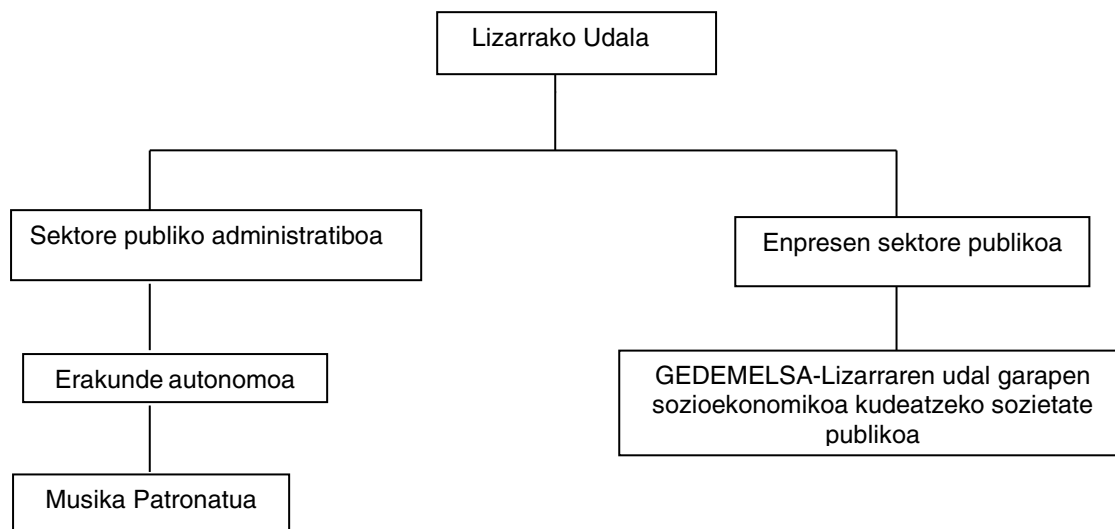 Lizarrako Udala
Sektore publiko administratiboa
Enpresen sektore publikoa
Erakunde autonomoa
GEDEMELSA-Lizarraren udal garapen
sozioekonomikoa kudeatzeko sozietate
publikoa
Musika Patronatua